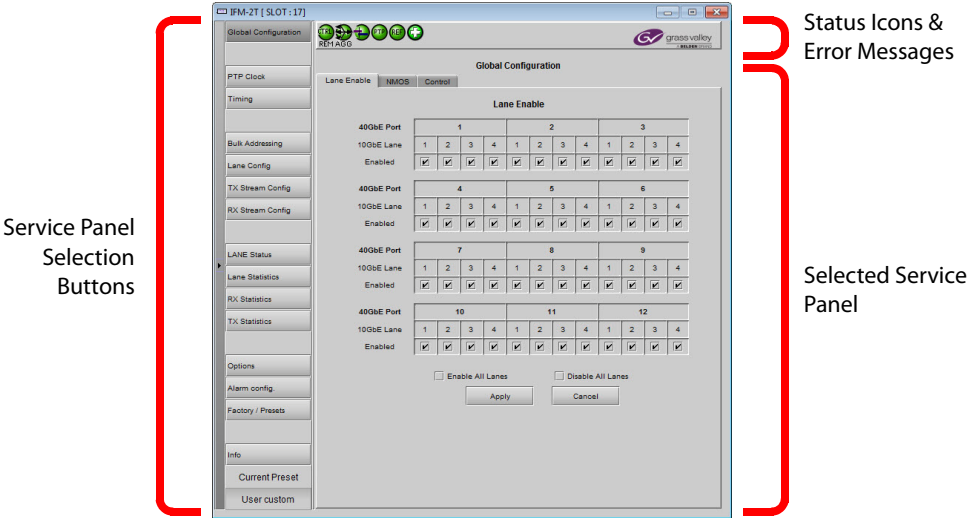 IFM-2T [ SLOT : 17]
Service Panel
Selection
Buttons
Global Configuration
PTP Clock
Timing
Bulk Addressing
Lane Config
TX Stream Config
RX Stream Config
LANE Status
Lane Statistics
RX Statistics
TX Statistics
Options
Alarm config.
Factory / Presets
Info
Current Preset
User custom
CTRL PTP REF
REM AGG
GV grass valley
A BELDEN BRAND
Global Configuration
Lane Enable NMOS Control
Lane Enable
40GbE Port 1 2 3
10GbE Lane 1 2 3 4 1 2 3 4 1 2 3 4
Enabled
40GbE Port 4 5 6
10GbE Lane 1 2 3 4 1 2 3 4 1 2 3 4
Enabled
40GbE Port 7 8 9
10GbE Lane 1 2 3 4 1 2 3 4 1 2 3 4
Enabled
40GbE Port 10 11 12
10GbE Lane 1 2 3 4 1 2 3 4 1 2 3 4
Enabled
Enable All Lanes Disable All Lanes
Apply Cancel
Status Icons &
Error Messages
Selected Service
Panel